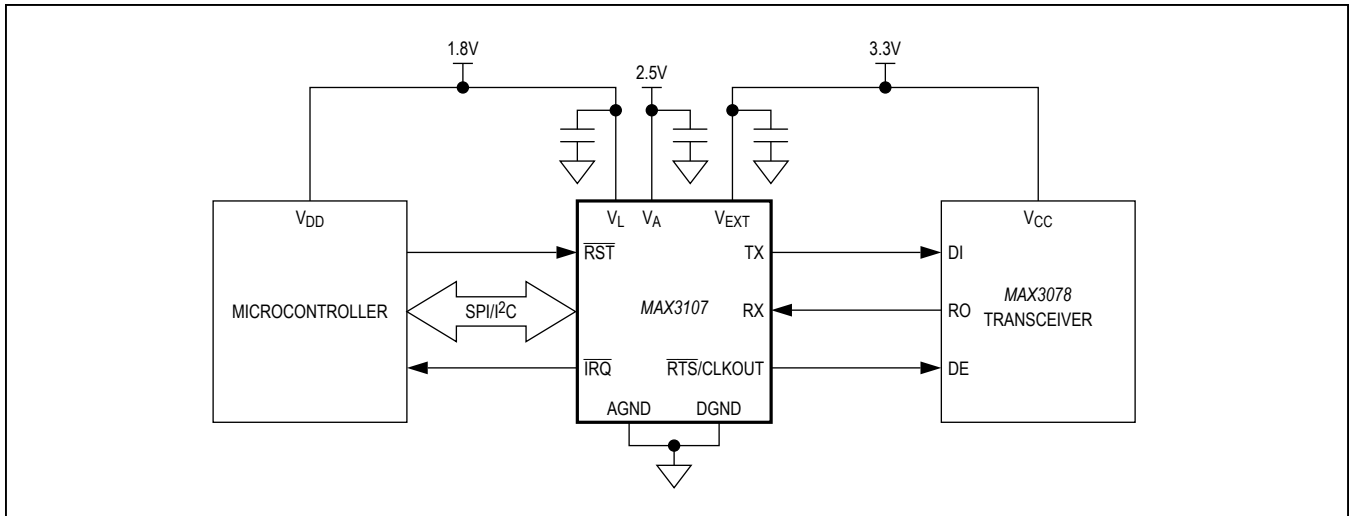 1.8V
2.5V
3.3V
VDD
VL
VA
VEXT
VCC
RST
TX
DI
MICROCONTROLLER
SPI/I2C
MAX3107
RX
RO
MAX3078
TRANSCEIVER
IRQ
RTS/CLKOUT
DE
AGND
DGND